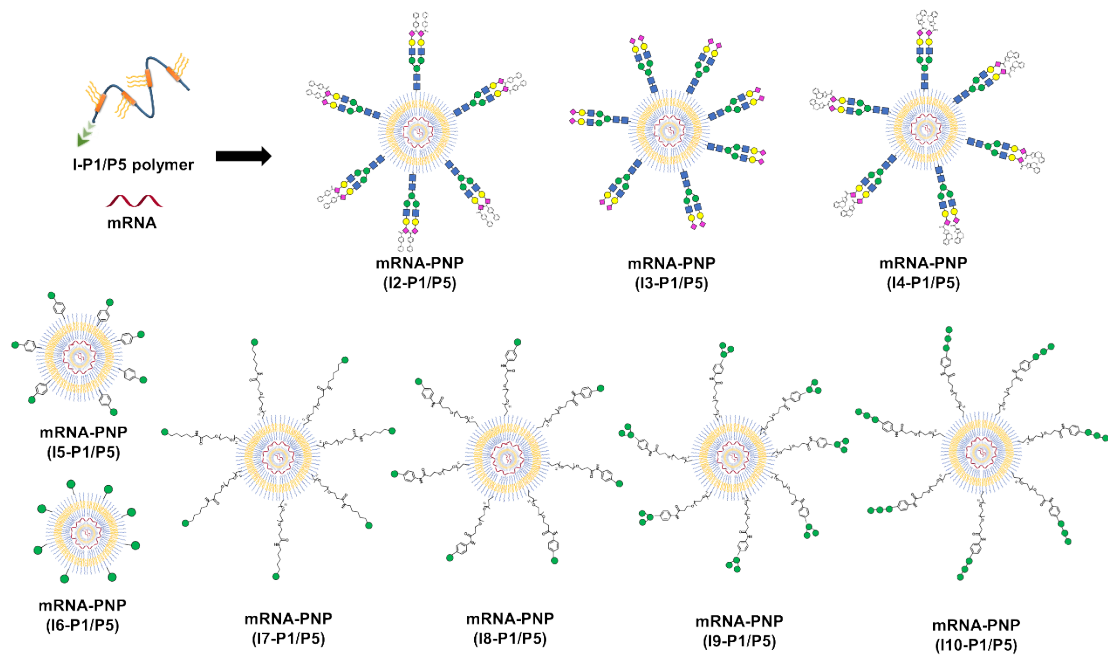 I-P1/P5 polymer
mRNA
mRNA-PNP
(I2-P1/P5)
mRNA-PNP
(I3-P1/P5)
mRNA-PNP
(I4-P1/P5)
mRNA-PNP
(I5-P1/P5)
mRNA-PNP
(I6-P1/P5)
mRNA-PNP
(I7-P1/P5)
mRNA-PNP
(I8-P1/P5)
mRNA-PNP
(I9-P1/P5)
mRNA-PNP
(I10-P1/P5)